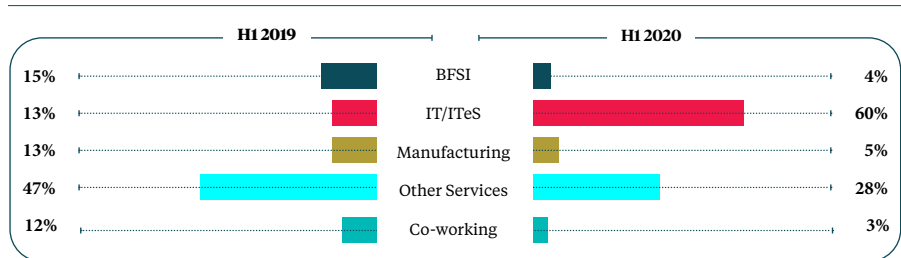 H1 2019 H1 2020
15% BFSI 4%
13% IT/ITeS 60%
13% Manufacturing 5%
47% Other Services 28%
12% Co-working 3%